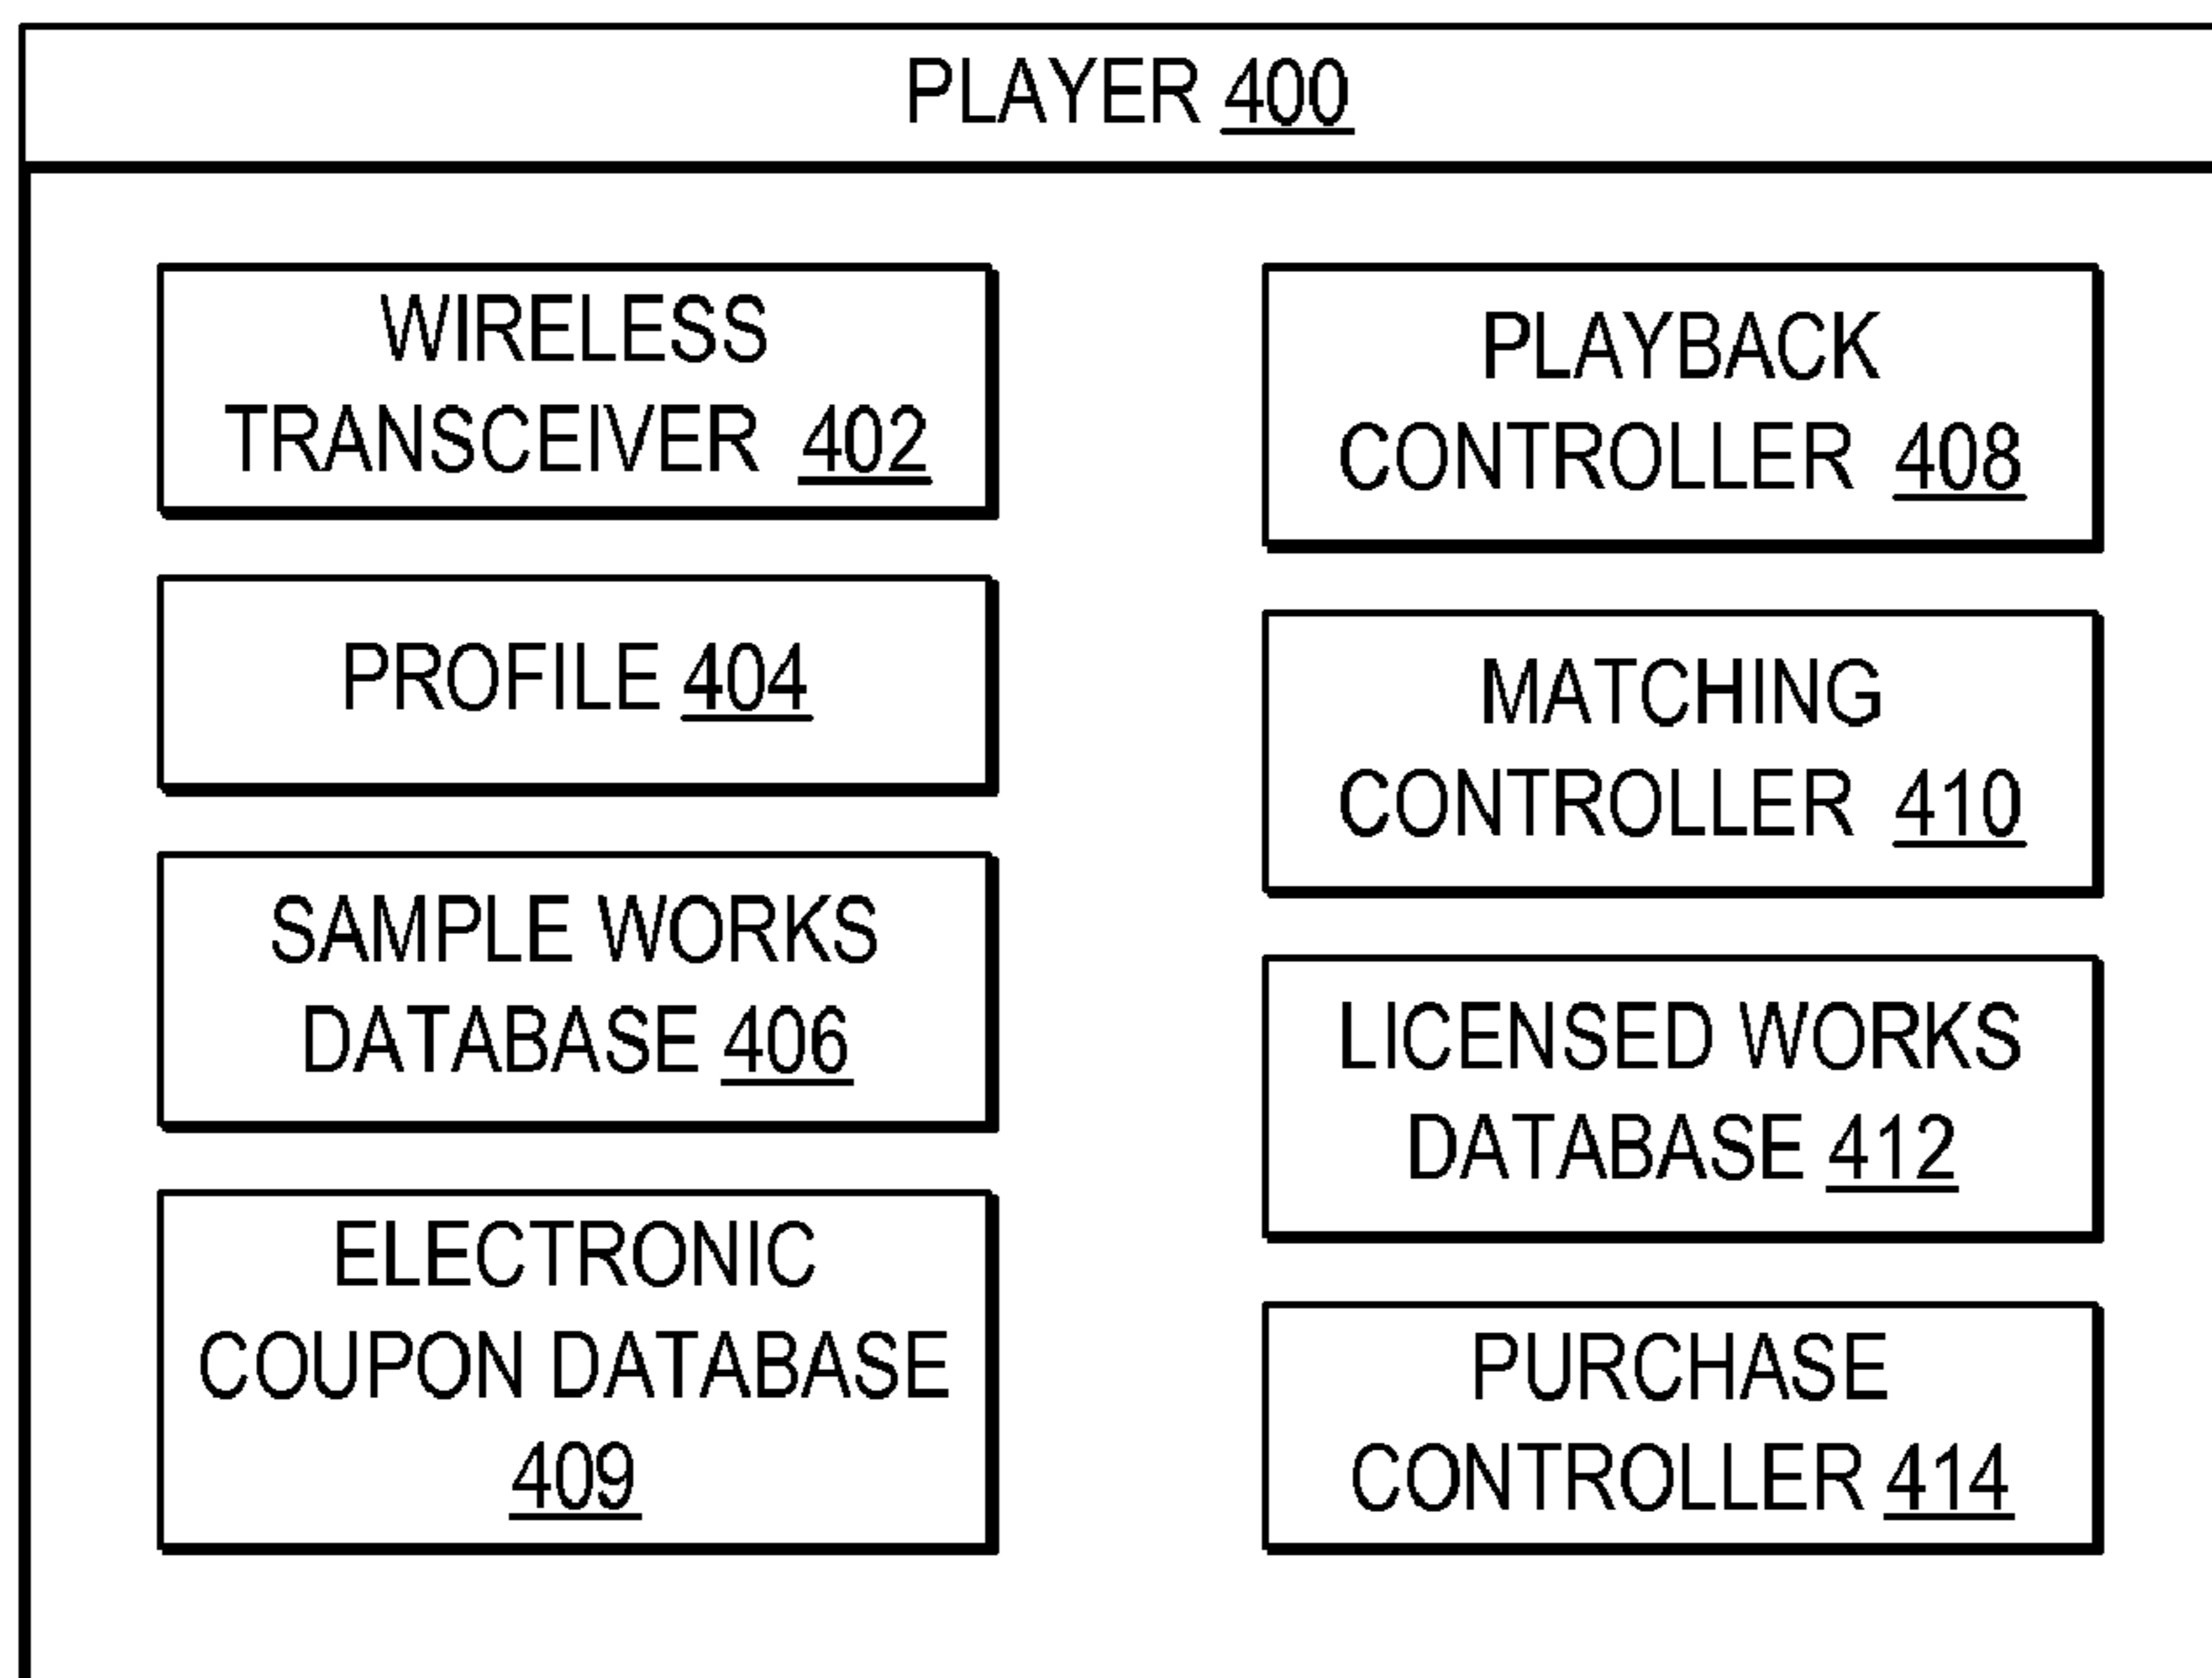 PLAYER 400
WIRELESS
TRANSCEIVER 402
PROFILE 404
SAMPLE WORKS
DATABASE 406
ELECTRONIC
COUPON DATABASE
409
PLAYBACK
CONTROLLER 408
MATCHING
CONTROLLER 410
LICENSED WORKS
DATABASE 412
PURCHASE
CONTROLLER 414